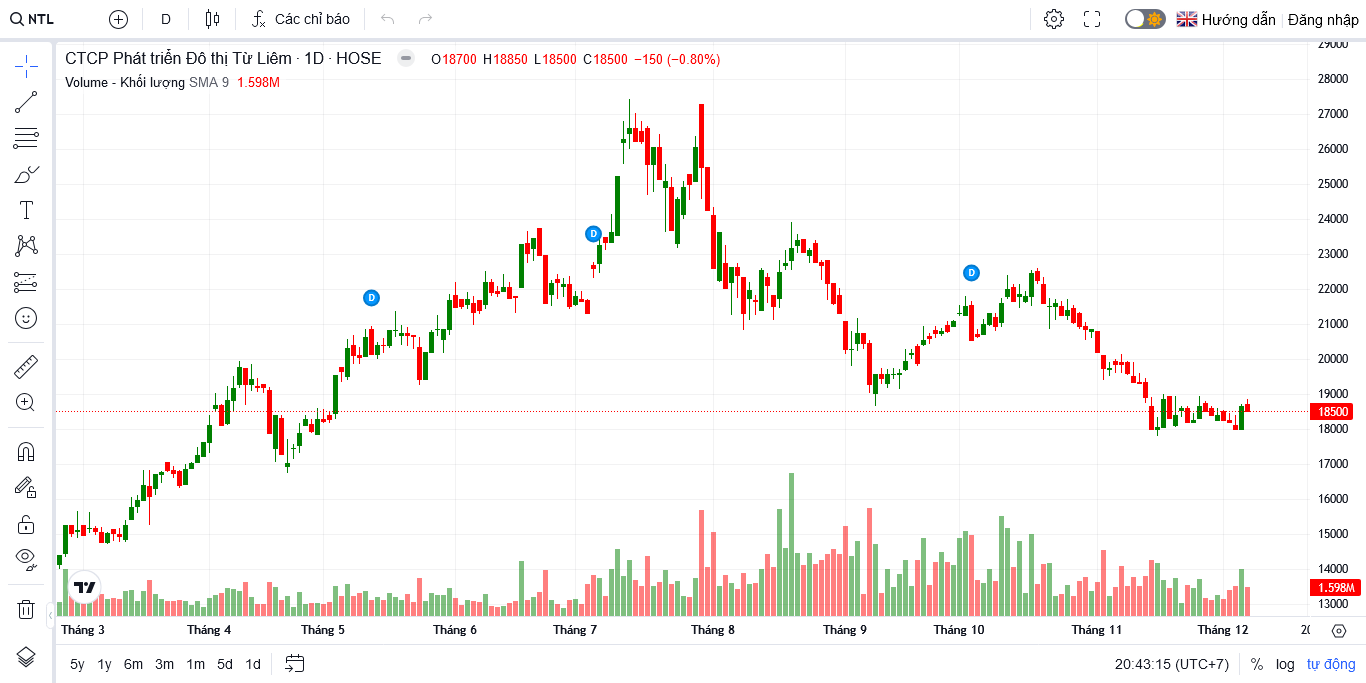 NTL D Các chỉ báo Hướng dẫn Đăng nhập
CTCP Phát triển Đô thị Từ Liêm · 1D · HOSE O18700 H18850 L18500 C18500 −150 (−0.80%)
Volume - Khối lượng SMA 9 1.598M
29000
28000
27000
26000
25000
24000
23000
22000
21000
20000
19000
18500
18000
17000
16000
15000
14000
1.598M
13000
D
D
D
Tháng 3 Tháng 4 Tháng 5 Tháng 6 Tháng 7 Tháng 8 Tháng 9 Tháng 10 Tháng 11 Tháng 12
5y 1y 6m 3m 1m 5d 1d 20:43:15 (UTC+7) % log tự động